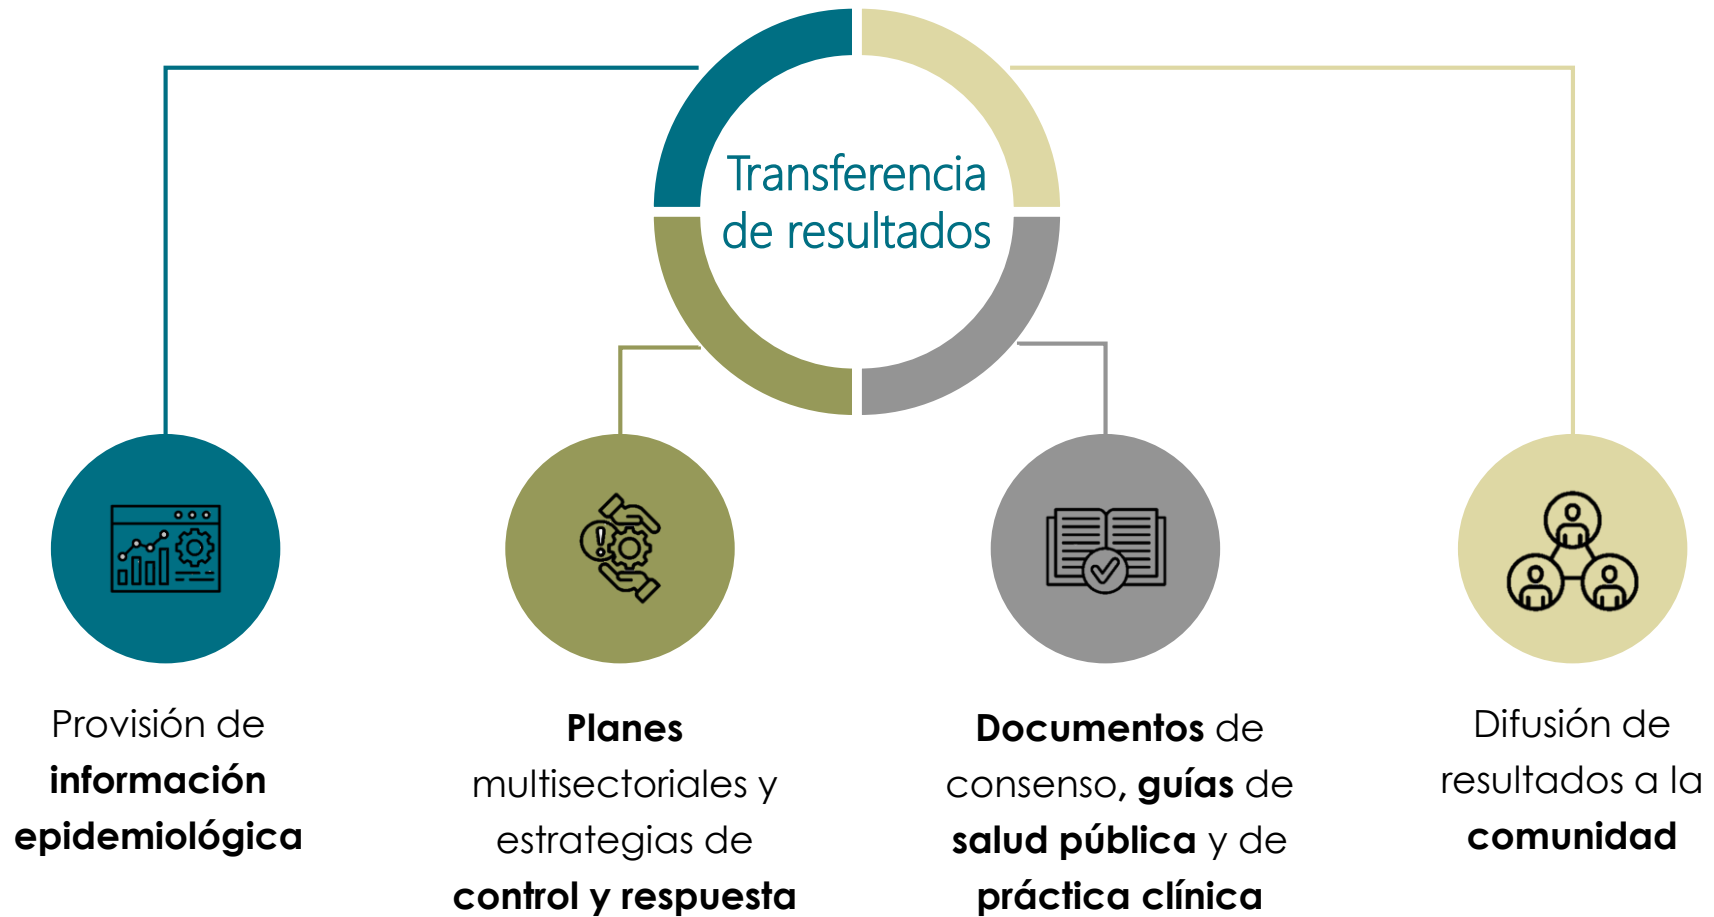 Transferencia
de resultados
Provisión de
información
epidemiológica
Planes
multisectoriales y
estrategias de
control y respuesta
Documentos de
consenso, guías de
salud pública y de
práctica clínica
Difusión de
resultados a la
comunidad